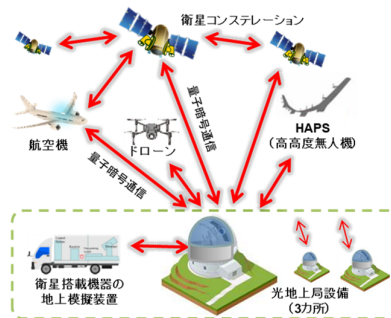 衛星コンステレーション
量子暗号通信
HAPS
(高高度無人機)
航空機
ドローン
量子暗号通信
衛星搭載機器の
地上模擬装置
光地上局設備
(3カ所)